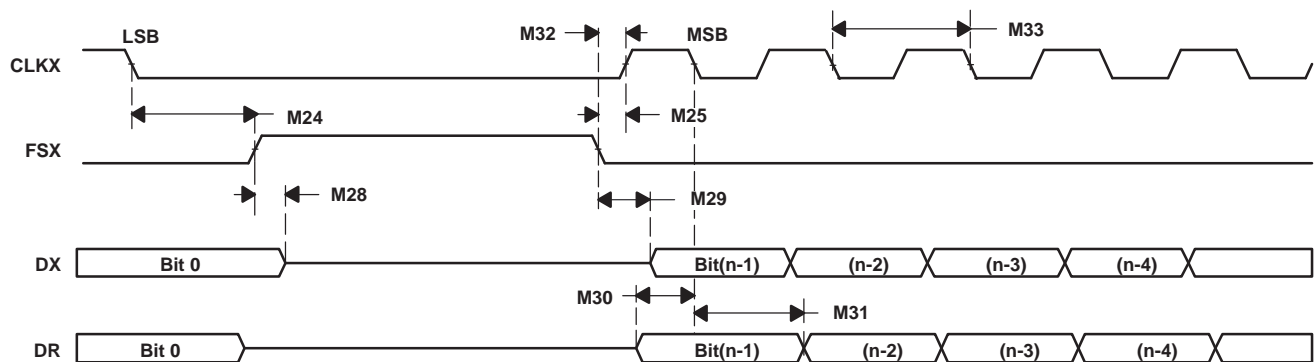 LSB
M32
MSB
M33
CLKX
M24
M25
FSX
M28
M29
DX
Bit 0
Bit(n-1)
(n-2)
(n-3)
(n-4)
M30
M31
DR
Bit 0
Bit(n-1)
(n-2)
(n-3)
(n-4)